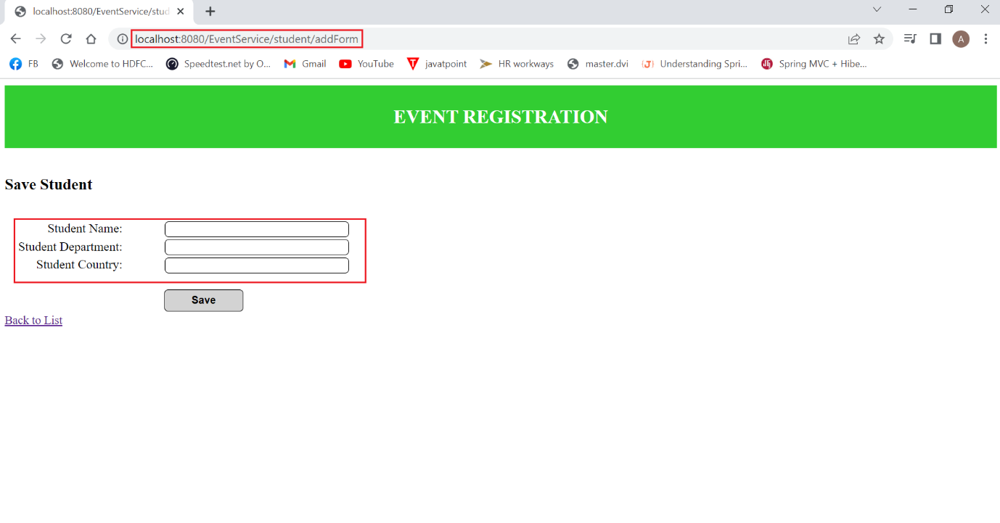 localhost:8080/EventService/stud
localhost:8080/EventService/student/addForm
A
FB Welcome to HDFC... Speedtest.net by O... Gmail YouTube javatpoint HR workways master.dvi {J} Understanding Spri... Spring MVC + Hibe...
EVENT REGISTRATION
Save Student
Student Name:
Student Department:
Student Country:
Save
Back to List